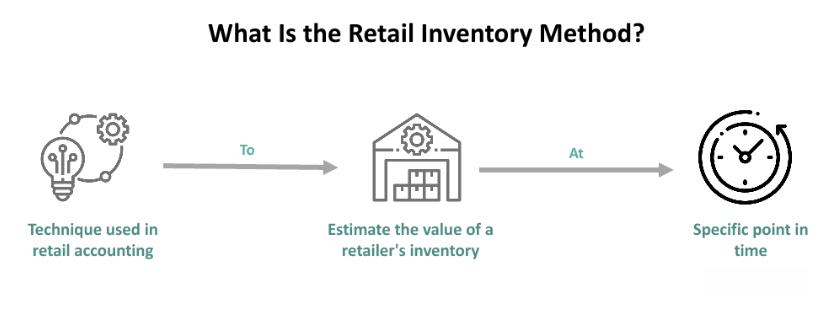 What Is the Retail Inventory Method?
To
At
Technique used in
retail accounting
Estimate the value of a
retailer's inventory
Specific point in
time